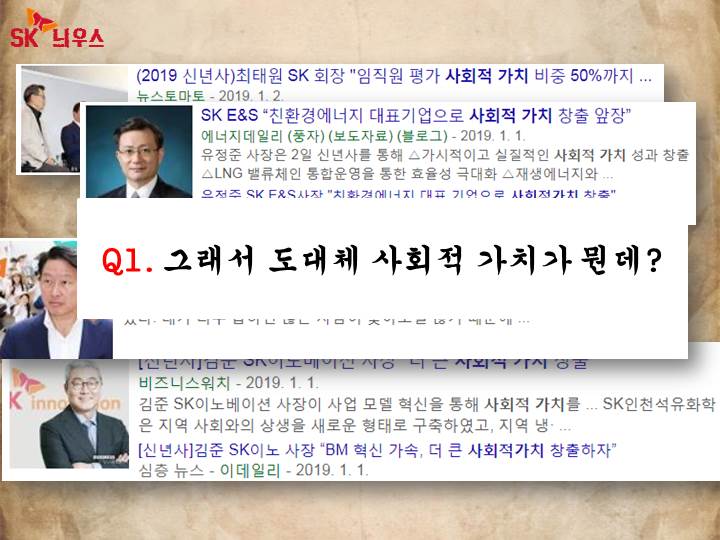 SK 늬우스
(2019 신년사)최태원 SK 회장 "임직원 평가 사회적 가치 비중 50%까지 ...
뉴스토마토 - 2019. 1. 2.
SK E&S “친환경에너지 대표기업으로 사회적 가치 창출 앞장”
에너지데일리 (풍자) (보도자료) (블로그) - 2019. 1. 1.
유정준 사장은 2일 신년사를 통해 △가시적이고 실질적인 사회적 가치 성과 창출
△LNG 밸류체인 통합운영을 통한 효율성 극대화 △재생에너지와 ...
유정준 SK E&S사장 "친환경에너지 대표 기업으로 사회적가치 창출"
Q1. 그래서 도대체 사회적 가치가 뭔데?
[신년사]김준 SK이노베이션 사장 "더 큰 사회적 가치 창출"
비즈니스워치 - 2019. 1. 1.
김준 SK이노베이션 사장이 사업 모델 혁신을 통해 사회적 가치를 ... SK인천석유화학
은 지역 사회와의 상생을 새로운 형태로 구축하였고, 지역 냉· ...
[신년사]김준 SK이노 사장 “BM 혁신 가속, 더 큰 사회적가치 창출하자”
심층 뉴스 - 이데일리 - 2019. 1. 1.